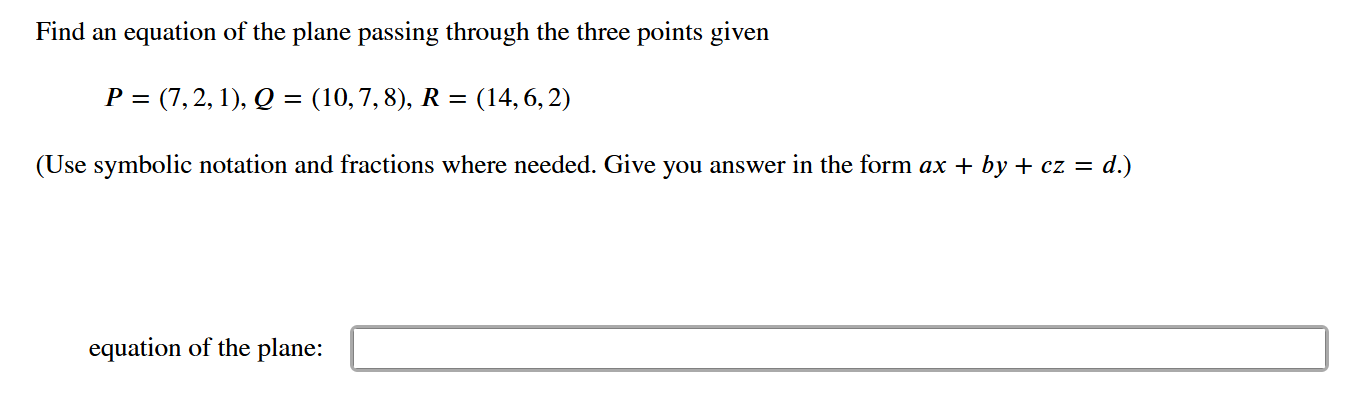 Find an equation of the plane passing through the three points given
P = (7, 2, 1), Q = (10, 7, 8), R = (14, 6, 2)
(Use symbolic notation and fractions where needed. Give you answer in the form ax + by + cz = d.)
equation of the plane: